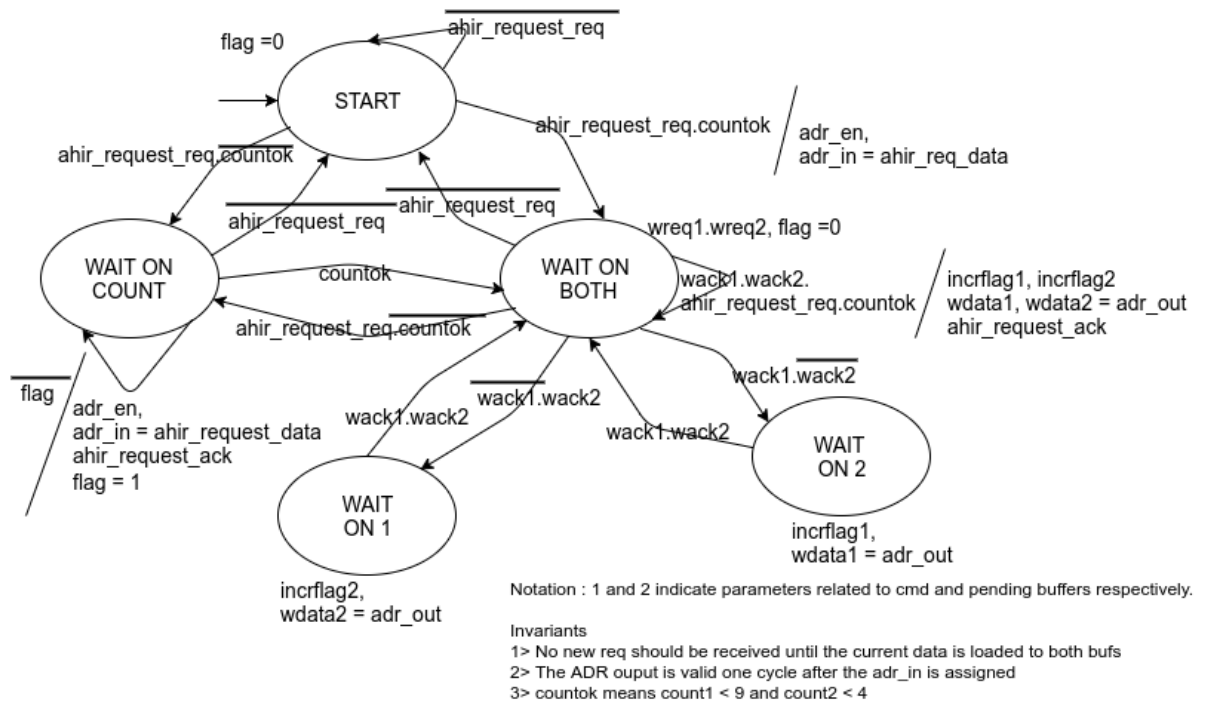 ahir_request_req
flag =0
START
ahir_request_req.countok
adr_en,
adr_in = ahir_req_data
ahir_request_req.countok
ahir_request_req
ahir_request_req
wreq1.wreq2, flag =0
WAIT ON
COUNT
countok
WAIT ON
BOTH
wack1.wack2.
ahir_request_req.countok
incrflag1, incrflag2
wdata1, wdata2 = adr_out
ahir_request_ack
ahir_request_req.countok
flag
adr_en,
adr_in = ahir_request_data
ahir_request_ack
flag = 1
wack1.wack2
wack1.wack2
wack1.wack2
wack1.wack2
WAIT
ON 1
WAIT
ON 2
incrflag2,
wdata2 = adr_out
incrflag1,
wdata1 = adr_out
Notation : 1 and 2 indicate parameters related to cmd and pending buffers respectively.
Invariants
1> No new req should be received until the current data is loaded to both bufs
2> The ADR ouput is valid one cycle after the adr_in is assigned
3> countok means count1 < 9 and count2 < 4